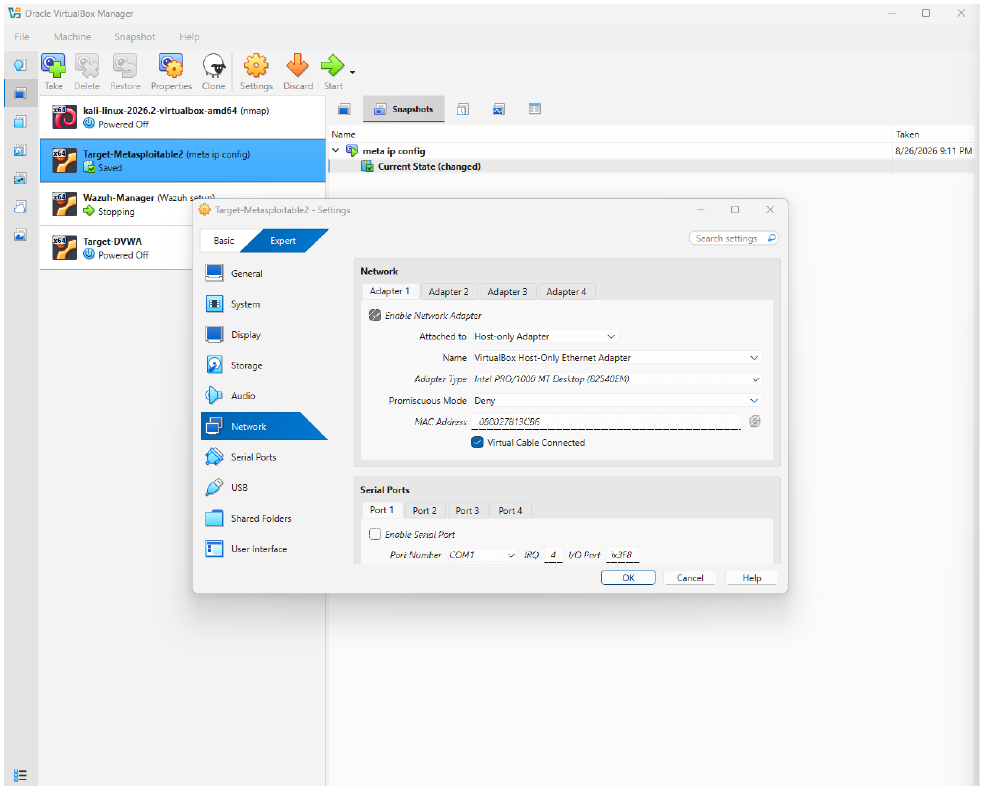 Oracle VirtualBox Manager
File Machine Snapshot Help
Take Delete Restore Properties Clone Settings Discard Start
kali-linux-2026.2-virtualbox-amd64 (nmap)
Powered Off
Target-Metasploitable2 (meta ip config)
Saved
Wazuh-Manager (Wazuh setup)
Stopping
Target-DVWA
Powered Off
Snapshots
Name Taken
meta ip config 8/26/2026 9:11 PM
Current State (changed)
Target-Metasploitable2 - Settings
Basic Expert Search settings
General
System
Display
Storage
Audio
Network
Serial Ports
USB
Shared Folders
User Interface
Network
Adapter 1 Adapter 2 Adapter 3 Adapter 4
Enable Network Adapter
Attached to Host-only Adapter
Name VirtualBox Host-Only Ethernet Adapter
Adapter Type Intel PRO/1000 MT Desktop (82540EM)
Promiscuous Mode Deny
MAC Address 080027813CB6
Virtual Cable Connected
Serial Ports
Port 1 Port 2 Port 3 Port 4
Enable Serial Port
Port Number COM1 IRQ 4 I/O Port 0x3F8
OK Cancel Help